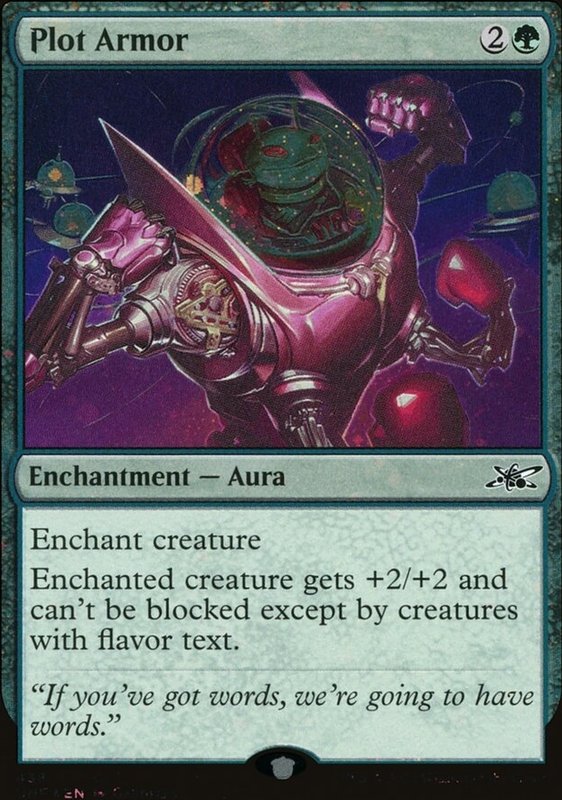 Plot Armor 2
Enchantment — Aura
Enchant creature
Enchanted creature gets +2/+2 and
can't be blocked except by creatures
with flavor text.
“If you've got words, we're going to have
words.”
EN